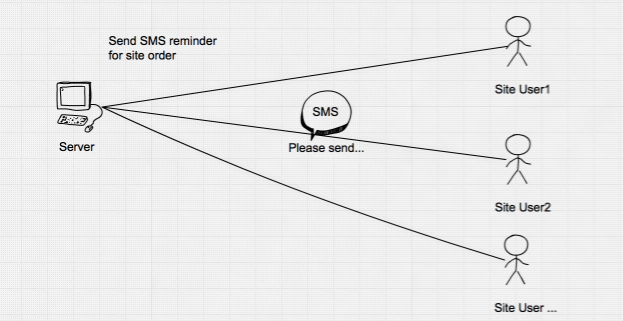 Send SMS reminder
for site order
Site User1
SMS
Server
Please send...
Site User2
Site User ...